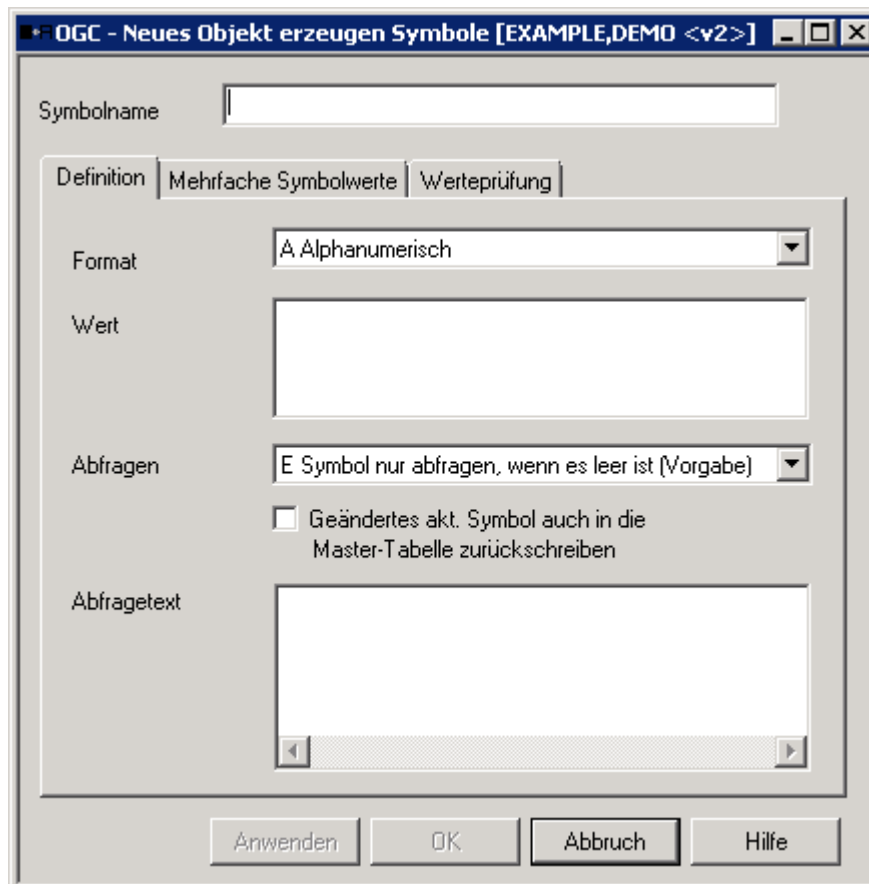 OGC - Neues Objekt erzeugen Symbole [EXAMPLE,DEMO <v2>]
Symbolname
Definition Mehrfache Symbolwerte Werteprüfung
Format A Alphanumerisch
Wert
Abfragen E Symbol nur abfragen, wenn es leer ist (Vorgabe)
Geändertes akt. Symbol auch in die
Master-Tabelle zurückschreiben
Abfragetext
Anwenden OK Abbruch Hilfe